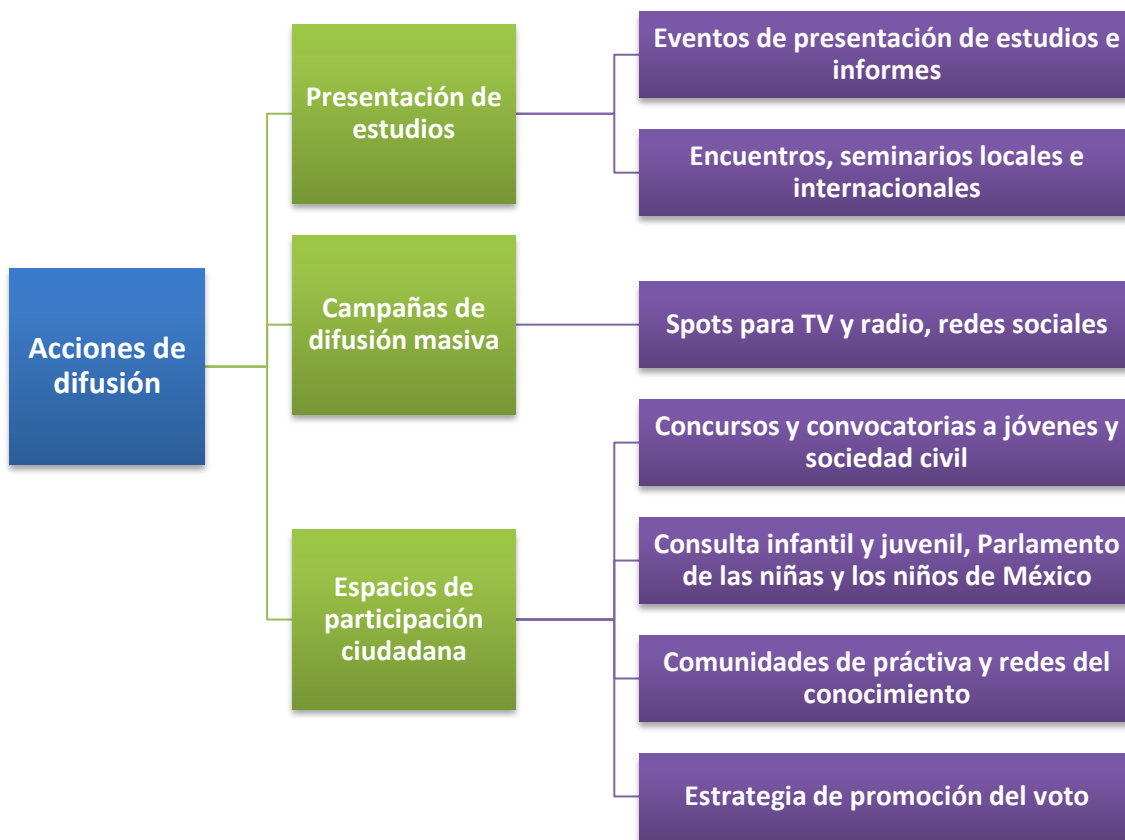 Acciones de
difusión
Presentación de
estudios
Eventos de presentación de estudios e
informes
Encuentros, seminarios locales e
internacionales
Campañas de
difusión masiva
Spots para TV y radio, redes sociales
Espacios de
participación
ciudadana
Concursos y convocatorias a jóvenes y
sociedad civil
Consulta infantil y juvenil, Parlamento
de las niñas y los niños de México
Comunidades de práctiva y redes del
conocimiento
Estrategia de promoción del voto